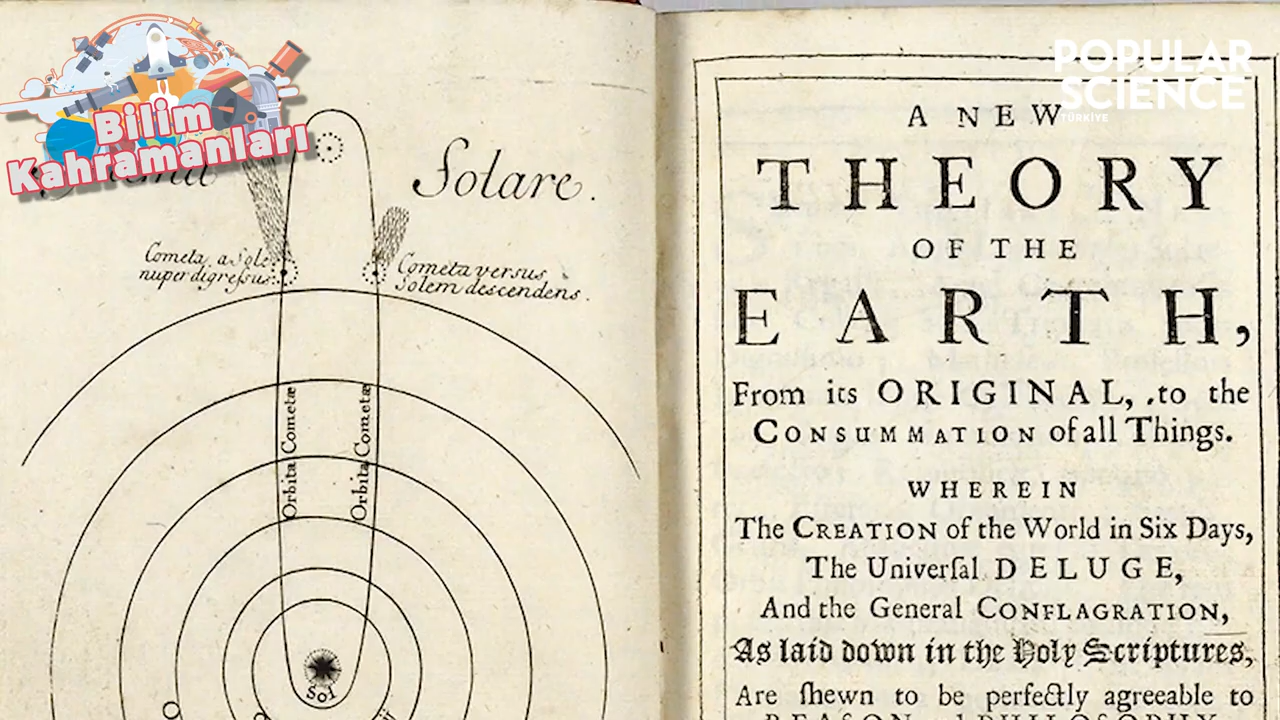 Bilim
Kahramanları
Solare.
Cometa a Sole
nuper digreſsus
Cometa versus
Solem descendens.
Orbita Cometæ
Orbita Cometæ
Sol
POPULAR
SCIENCE
TÜRKİYE
A NEW
THEORY
OF THE
EARTH,
From its ORIGINAL, to the
CONSUMMATION of all Things.
WHEREIN
The CREATION of the World in Six Days,
The Univerſal DELUGE,
And the General CONFLAGRATION,
As laid down in the Holy Scriptures,
Are ſhewn to be perfectly agreeable to
REASON and PHILOSOPHY